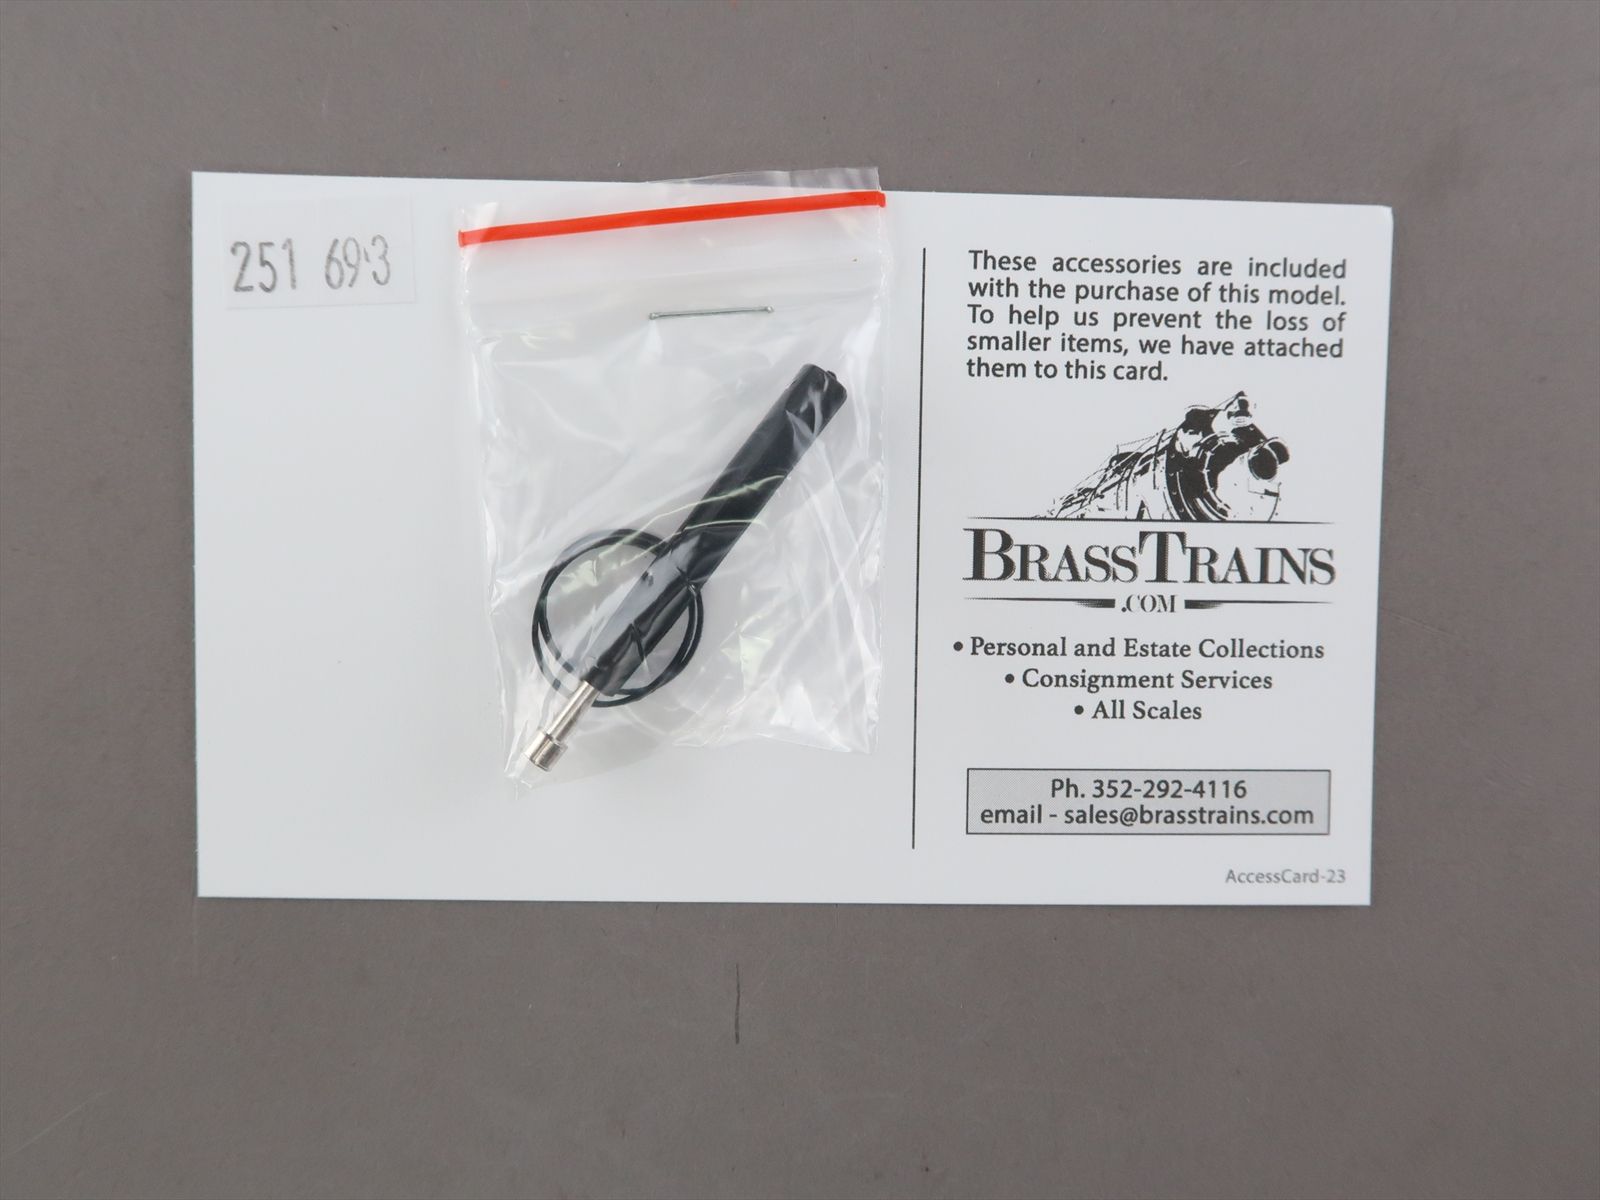 251 693
These accessories are included
with the purchase of this model.
To help us prevent the loss of
smaller items, we have attached
them to this card.
BRASSTRAINS
.COM
• Personal and Estate Collections
• Consignment Services
• All Scales
Ph. 352-292-4116
email - sales@brasstrains.com
AccessCard-23